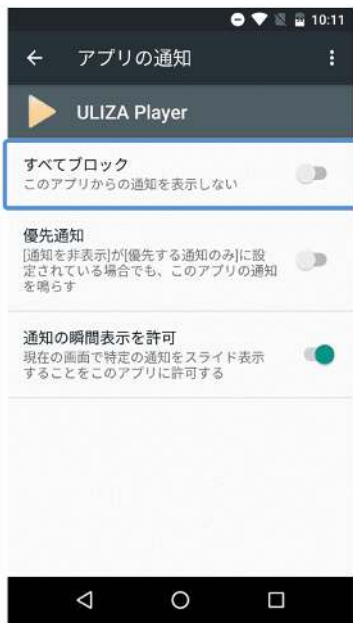 10:11
アプリの通知
ULIZA Player
すべてブロック
このアプリからの通知を表示しない
優先通知
[通知を非表示]が[優先する通知のみ]に設
定されている場合でも、このアプリの通知
を鳴らす
通知の瞬間表示を許可
現在の画面で特定の通知をスライド表示
することをこのアプリに許可する